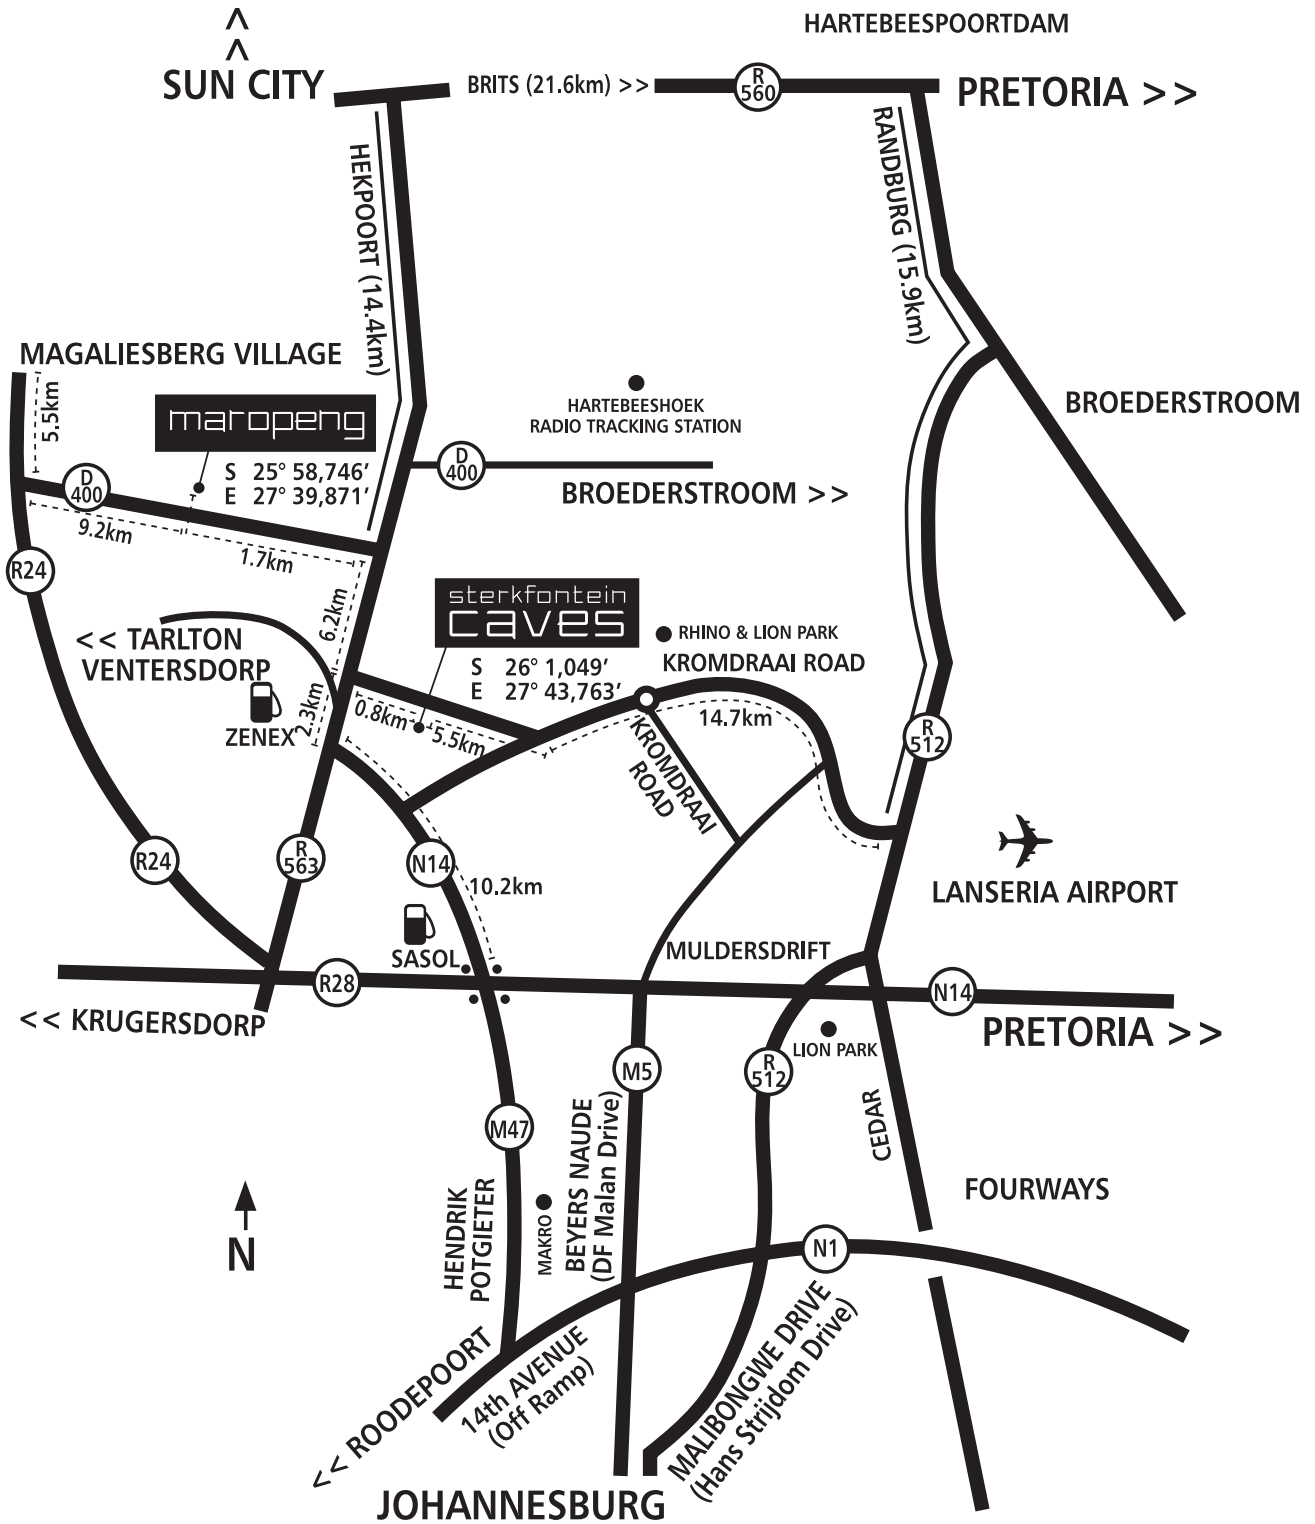 HARTEBEESPOORTDAM
<
<
SUN CITY
BRITS (21.6km) >>
R
560
PRETORIA >>
HEKPOORT (14.4km)
RANDBURG (15.9km)
MAGALIESBERG VILLAGE
5.5km
maropeng
S 25° 58,746'
E 27° 39,871'
HARTEBEESHOEK
RADIO TRACKING STATION
BROEDERSTROOM
D
400
D
400
BROEDERSTROOM >>
9.2km
1.7km
R24
6.2km
sterkfontein
caves
S 26° 1,049'
E 27° 43,763'
RHINO & LION PARK
KROMDRAAI ROAD
<< TARLTON
VENTERSDORP
ZENEX
2.3km
0.8km
5.5km
14.7km
KROMDRAAI
ROAD
R
512
R24
R
563
N14
10.2km
LANSERIA AIRPORT
SASOL
MULDERSDRIFT
R28
N14
<< KRUGERSDORP
PRETORIA >>
LION PARK
M5
R
512
CEDAR
M47
HENDRIK
POTGIETER
MAKRO
BEYERS NAUDE
(DF Malan Drive)
FOURWAYS
N
N1
<< ROODEPOORT
14th AVENUE
(Off Ramp)
MALIBONGWE DRIVE
(Hans Strijdom Drive)
JOHANNESBURG